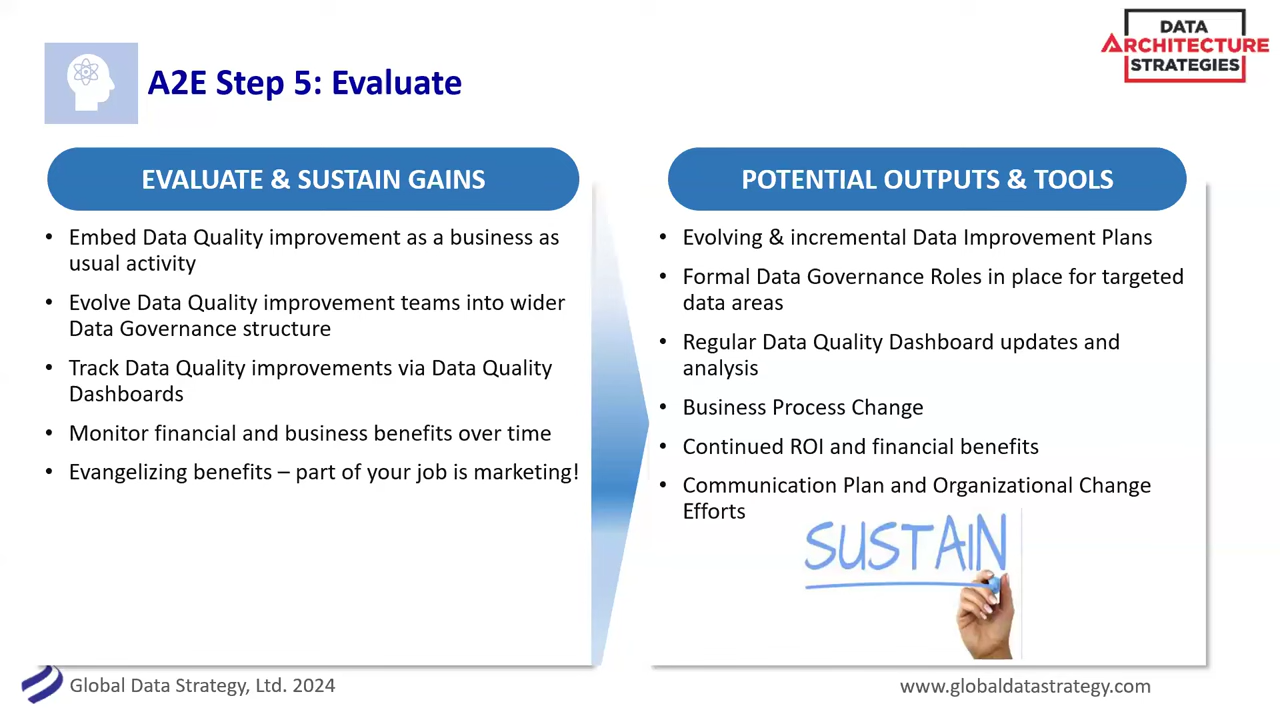 DATA
ARCHITECTURE
STRATEGIES
A2E Step 5: Evaluate
EVALUATE & SUSTAIN GAINS
• Embed Data Quality improvement as a business as
usual activity
• Evolve Data Quality improvement teams into wider
Data Governance structure
• Track Data Quality improvements via Data Quality
Dashboards
• Monitor financial and business benefits over time
• Evangelizing benefits – part of your job is marketing!
POTENTIAL OUTPUTS & TOOLS
• Evolving & incremental Data Improvement Plans
• Formal Data Governance Roles in place for targeted
data areas
• Regular Data Quality Dashboard updates and
analysis
• Business Process Change
• Continued ROI and financial benefits
• Communication Plan and Organizational Change
Efforts
SUSTAIN
Global Data Strategy, Ltd. 2024
www.globaldatastrategy.com